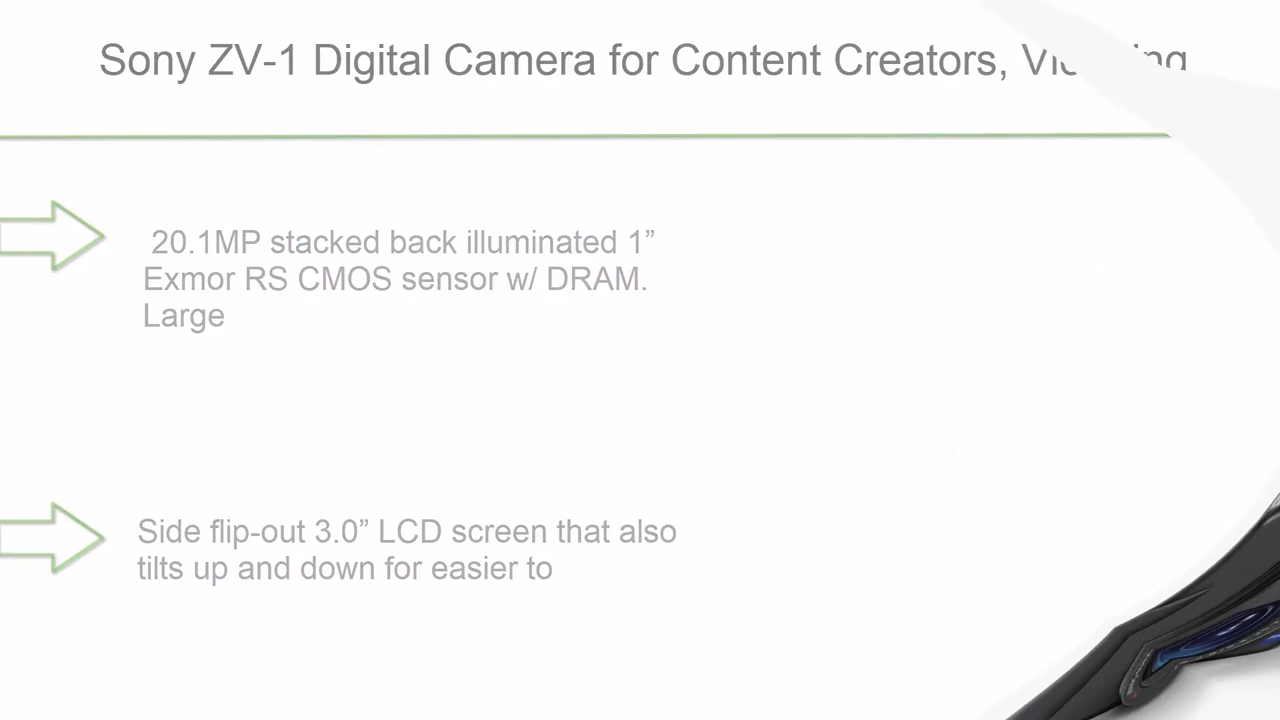 Sony ZV-1 Digital Camera for Content Creators,
20.1MP stacked back illuminated 1”
Exmor RS CMOS sensor w/ DRAM.
Large
Side flip-out 3.0” LCD screen that also
tilts up and down for easier to